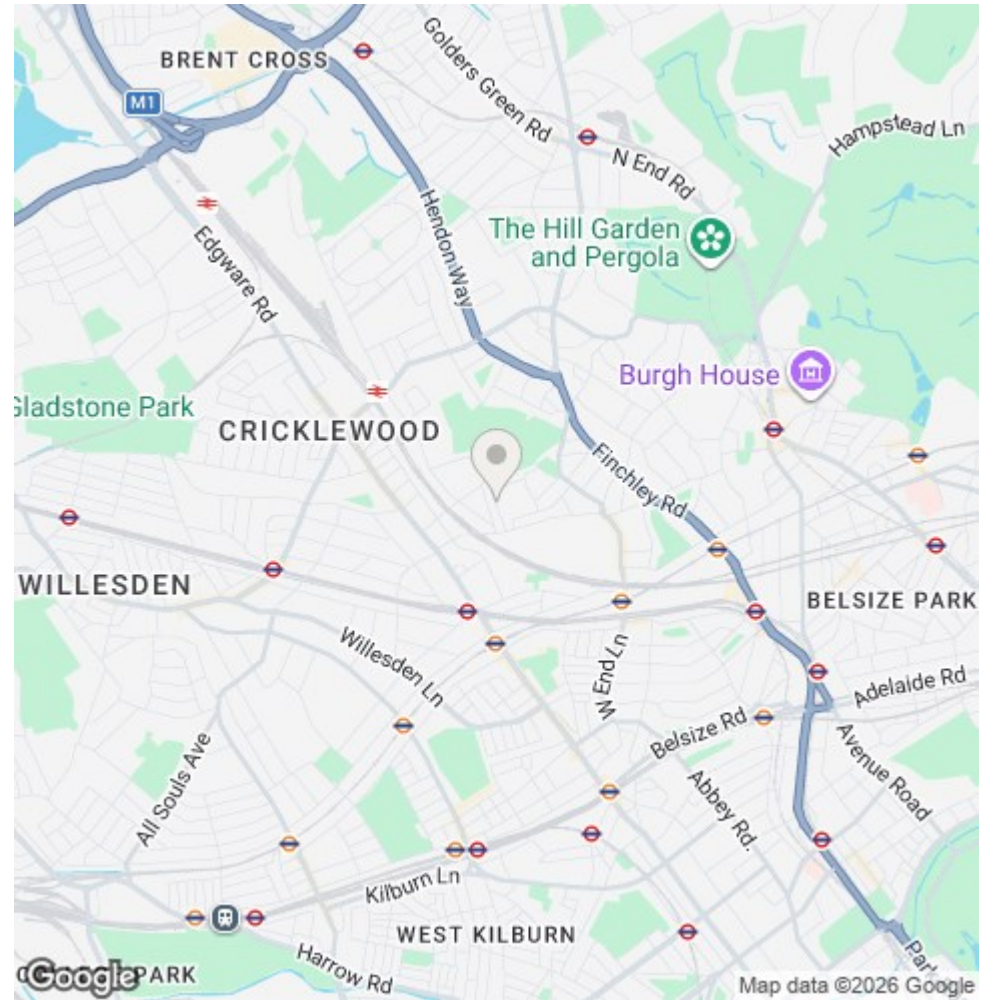 BRENT CROSS
Golders Green Rd
M1
Hampstead Ln
N End Rd
Hendon Way
The Hill Garden
and Pergola
Edgware Rd
Burgh House
Gladstone Park
CRICKLEWOOD
Finchley Rd
WILLESDEN
BELSIZE PARK
Willesden Ln
W End Ln
Adelaide Rd
Belsize Rd
Avenue Road
All Souls Ave
Abbey Rd.
Kilburn Ln
WEST KILBURN
Harrow Rd
PARK
Google
Map data ©2026 Google